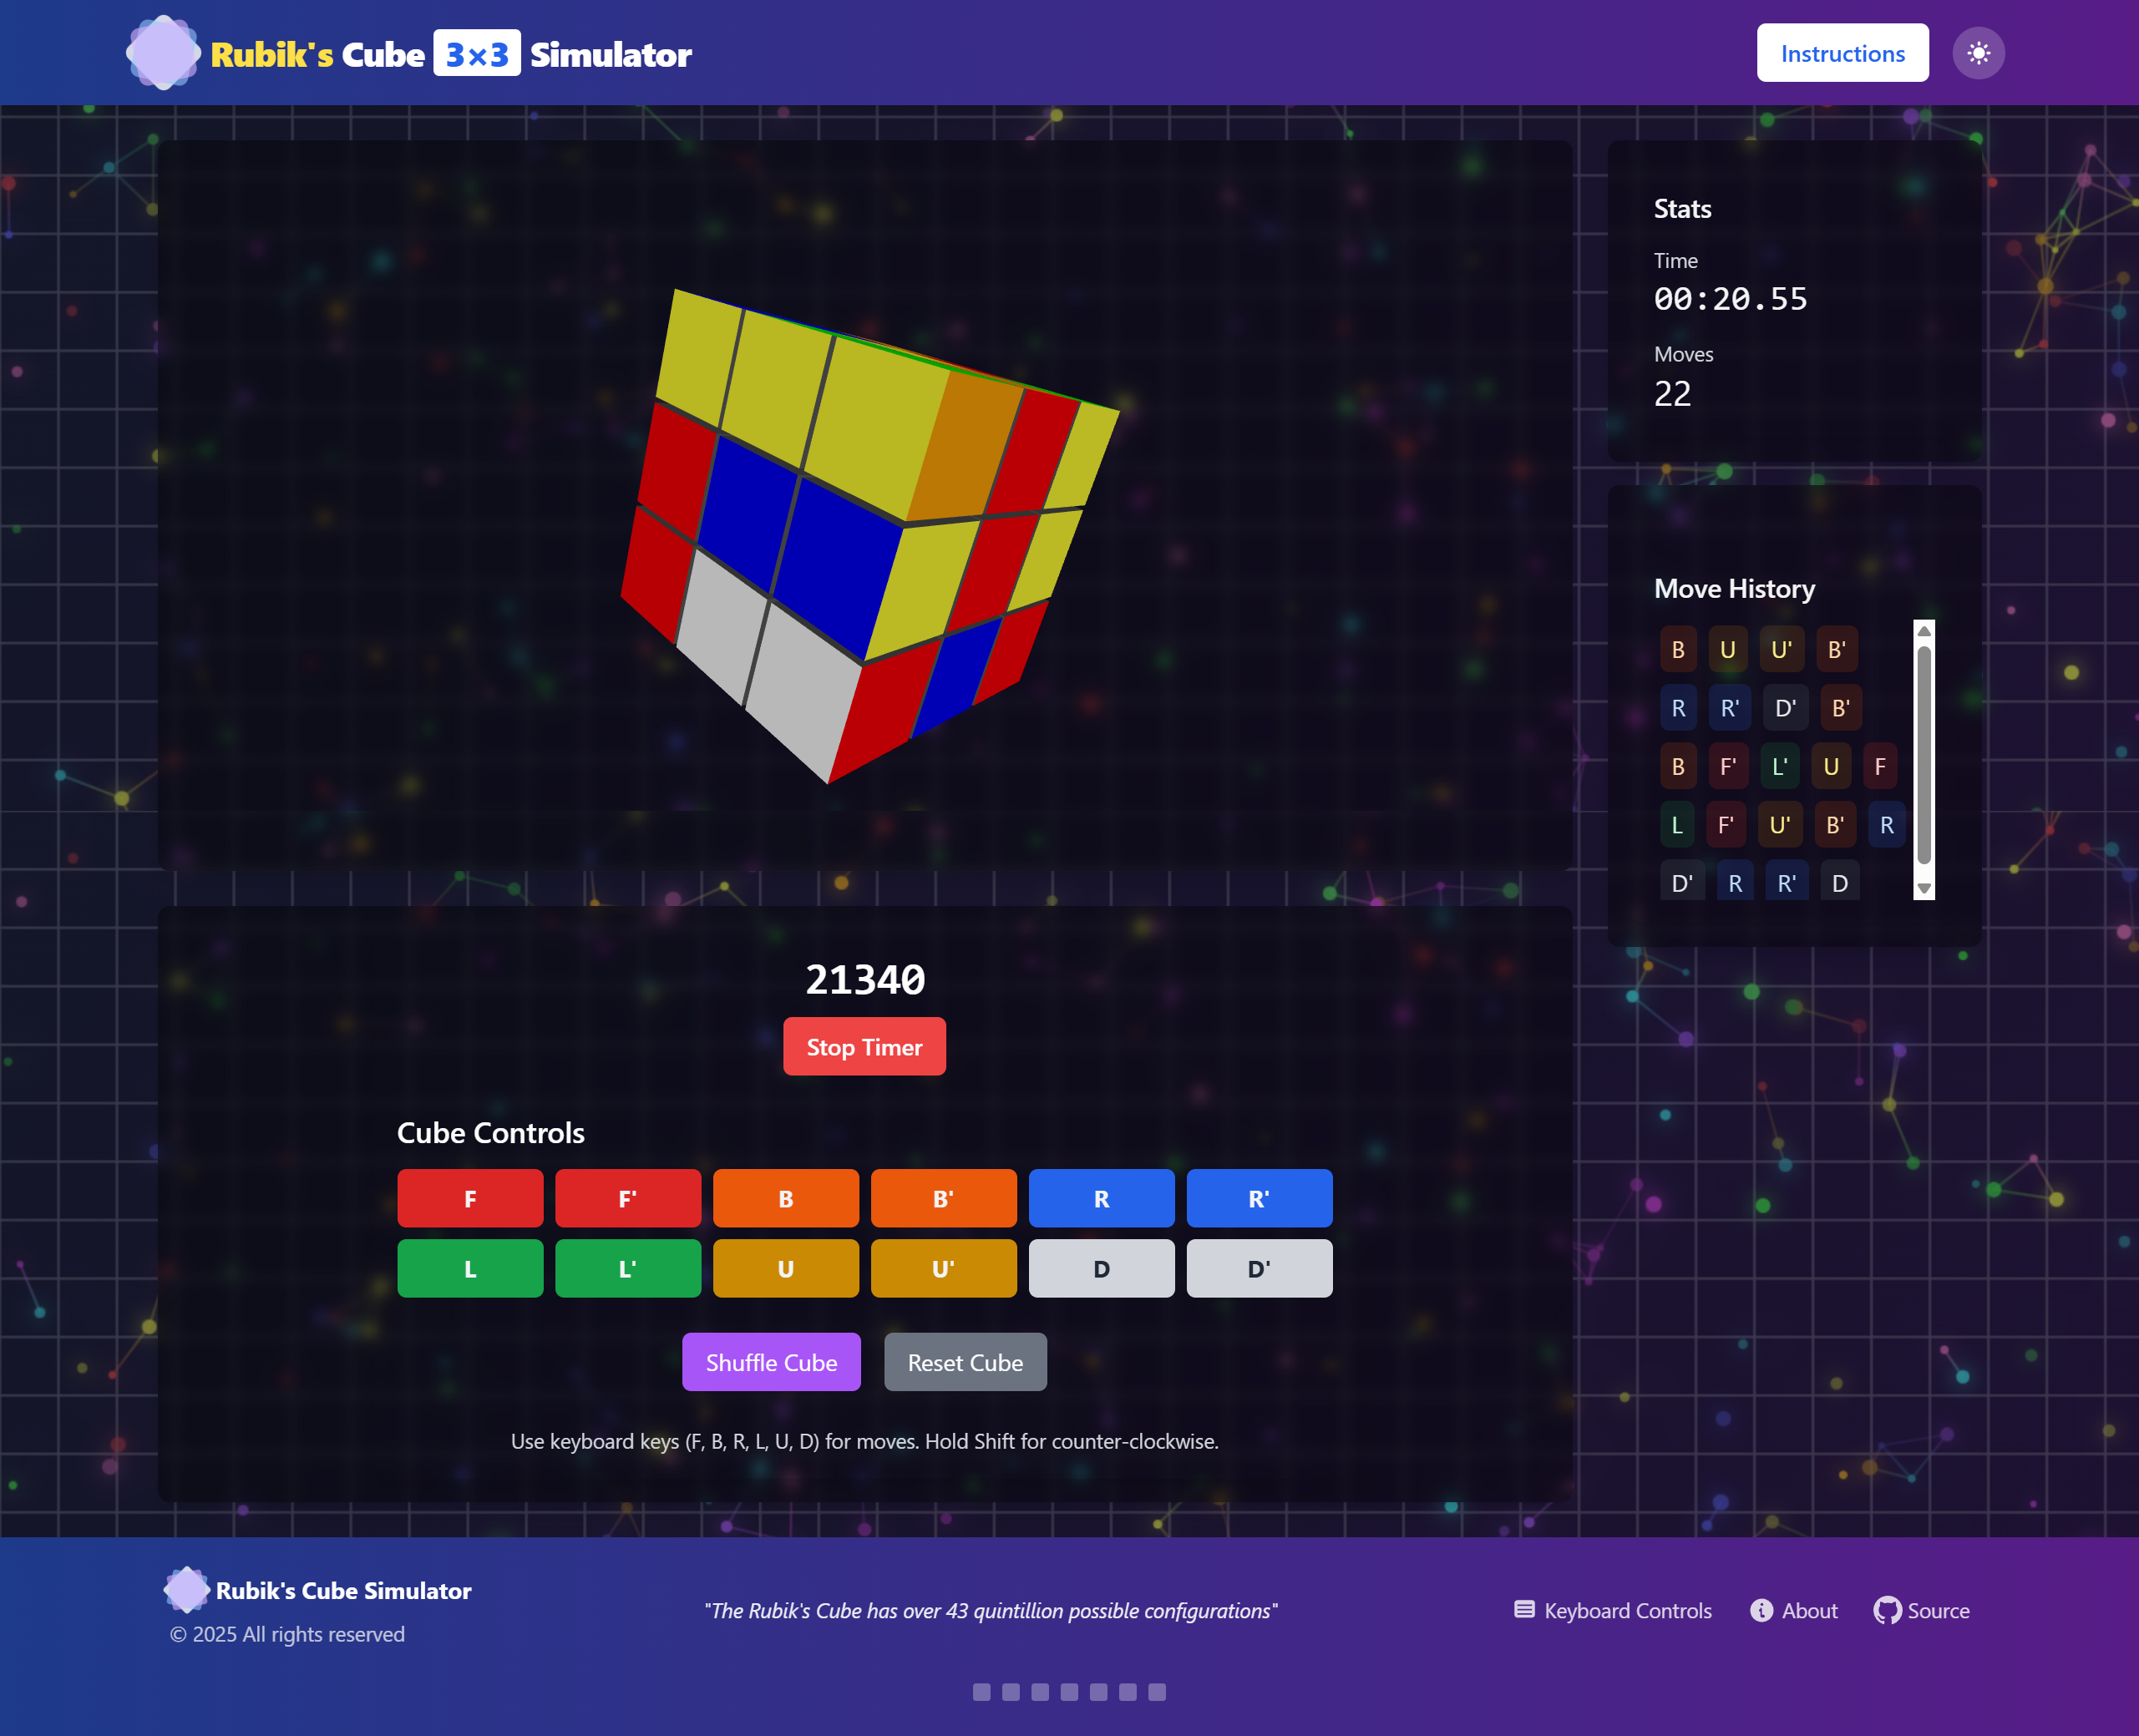 Rubik's Cube 3×3 Simulator
Instructions
Stats
Time
00:20.55
Moves
22
Move History
B U U' B'
R R' D' B'
B F' L' U F
L F' U' B' R
D' R R' D
21340
Stop Timer
Cube Controls
F F' B B' R R'
L L' U U' D D'
Shuffle Cube Reset Cube
Use keyboard keys (F, B, R, L, U, D) for moves. Hold Shift for counter-clockwise.
Rubik's Cube Simulator
© 2025 All rights reserved
"The Rubik's Cube has over 43 quintillion possible configurations"
Keyboard Controls About Source